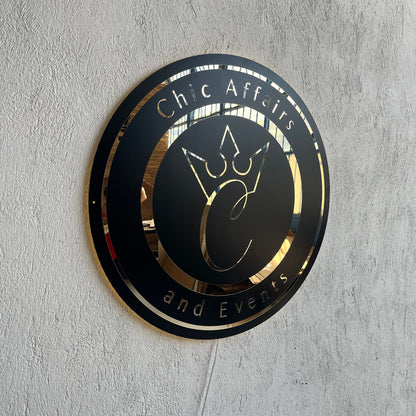 Chic Affairs
C
and Events